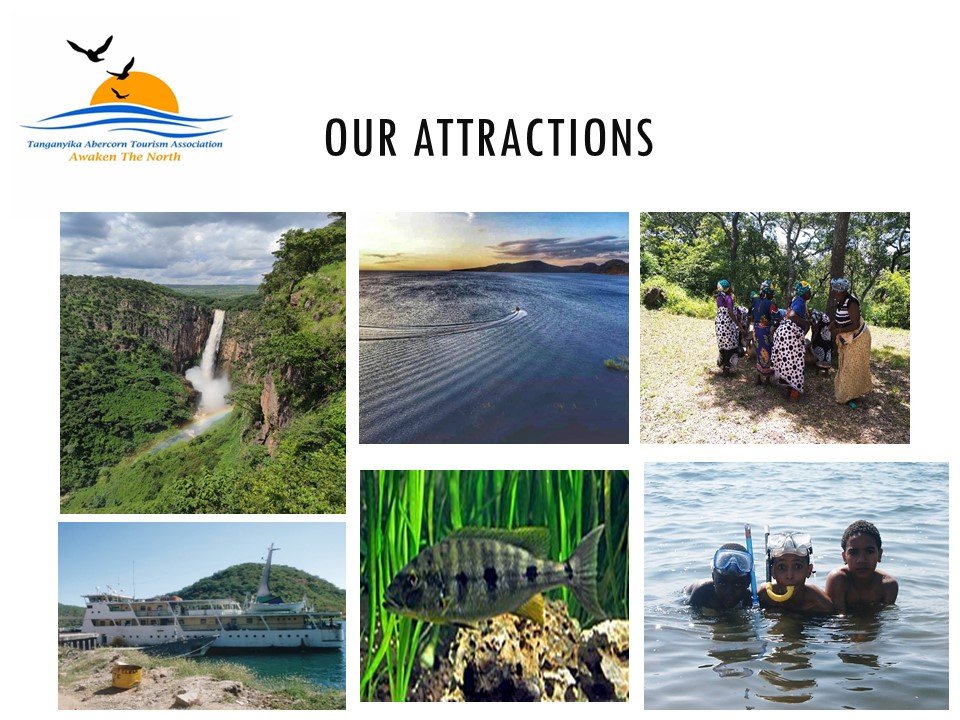 Tanganyika Abercorn Tourism Association
Awaken The North
OUR ATTRACTIONS